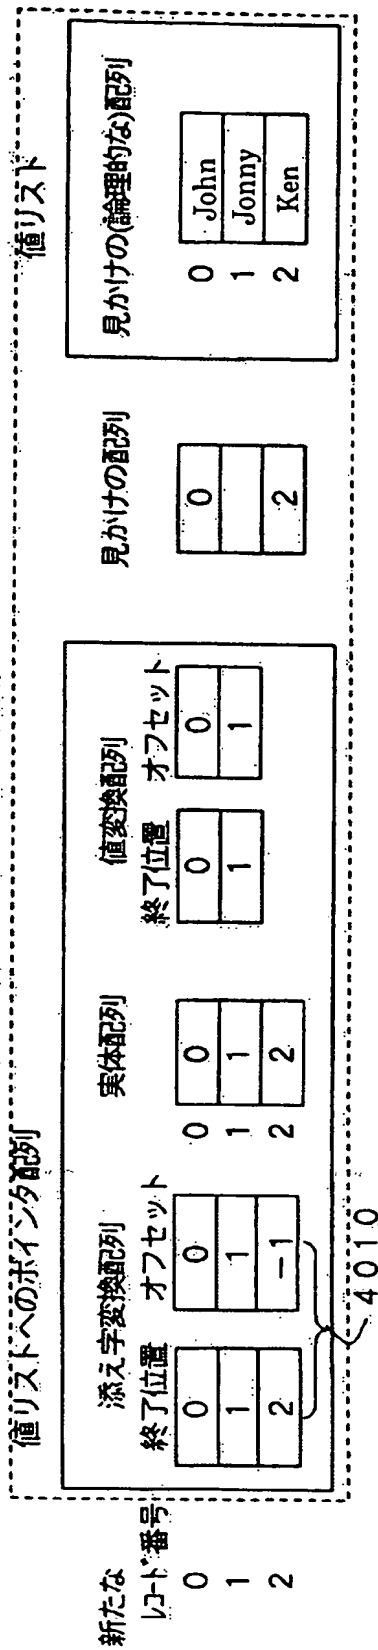 新たな
レコード番号
0
1
2
値リストへのポインタ配列
添え字変換配列
終了位置
0
1
2
オフセット
0
1
−1
4010
実体配列
0 0
1 1
2 2
値変換配列
終了位置
0
1
オフセット
0
1
見かけの配列
0
2
値リスト
見かけの(論理的な)配列
0 John
1 Jonny
2 Ken